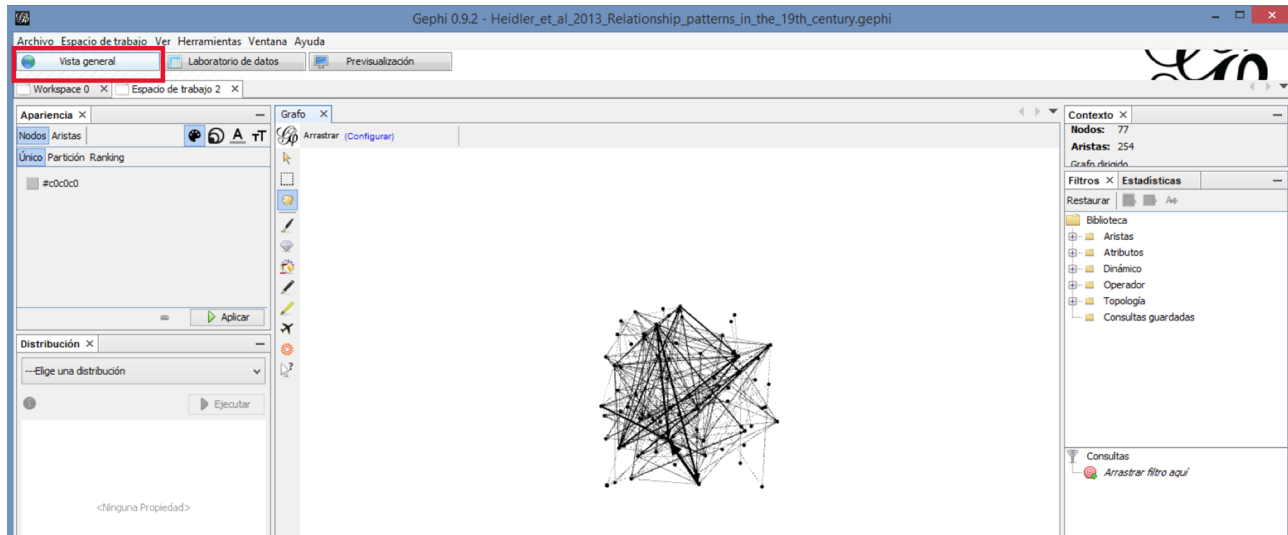 Gephi 0.9.2 - Heidler_et_al_2013_Relationship_patterns_in_the_19th_century.gephi
Archivo Espacio de trabajo Ver Herramientas Ventana Ayuda
Vista general Laboratorio de datos Previsualización
Workspace 0 Espacio de trabajo 2
Apariencia
Nodos Aristas
Único Partición Ranking
#c0c0c0
Aplicar
Distribución
---Elige una distribución
Ejecutar
<Ninguna Propiedad>
Grafo
Arrastrar (Configurar)
Contexto
Nodos: 77
Aristas: 254
Grafo dirigido
Filtros Estadísticas
Restaurar
Biblioteca
Aristas
Atributos
Dinámico
Operador
Topología
Consultas guardadas
Consultas
Arrastrar filtro aquí